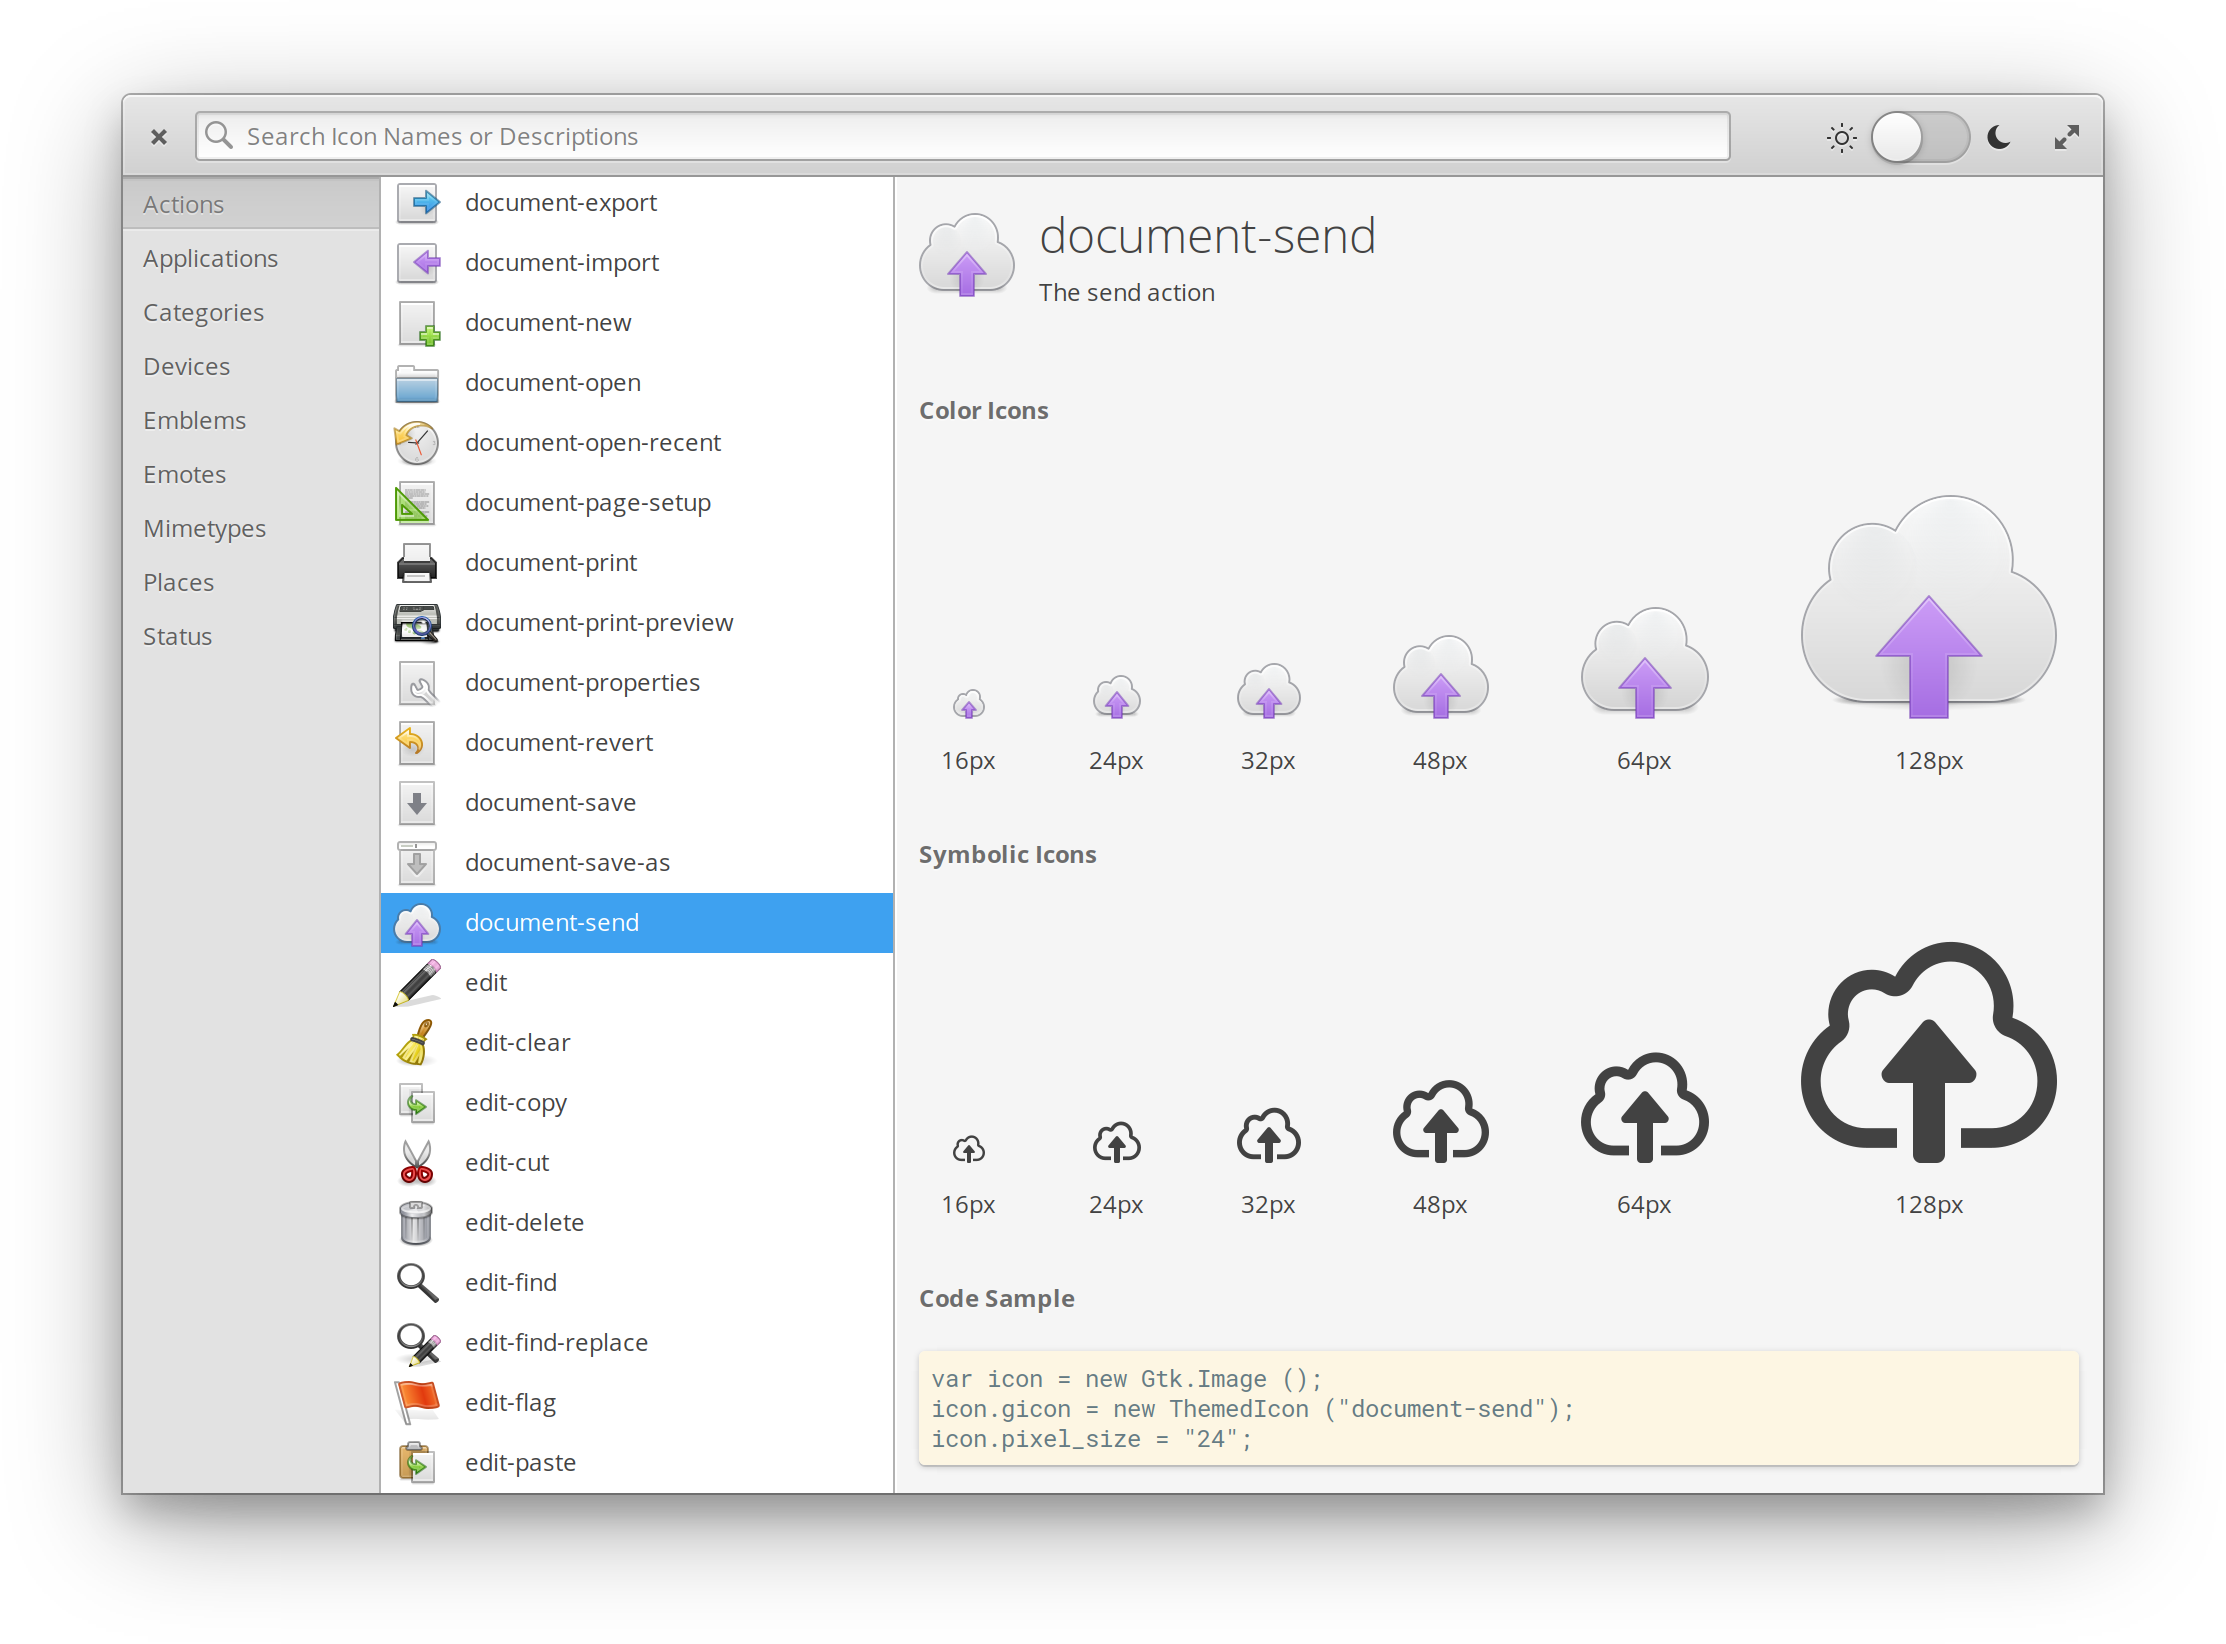 Search Icon Names or Descriptions
Actions
Applications
Categories
Devices
Emblems
Emotes
Mimetypes
Places
Status
document-export
document-import
document-new
document-open
document-open-recent
document-page-setup
document-print
document-print-preview
document-properties
document-revert
document-save
document-save-as
document-send
edit
edit-clear
edit-copy
edit-cut
edit-delete
edit-find
edit-find-replace
edit-flag
edit-paste
document-send
The send action
Color Icons
16px 24px 32px 48px 64px 128px
Symbolic Icons
16px 24px 32px 48px 64px 128px
Code Sample
var icon = new Gtk.Image ();
icon.gicon = new ThemedIcon ("document-send");
icon.pixel_size = "24";